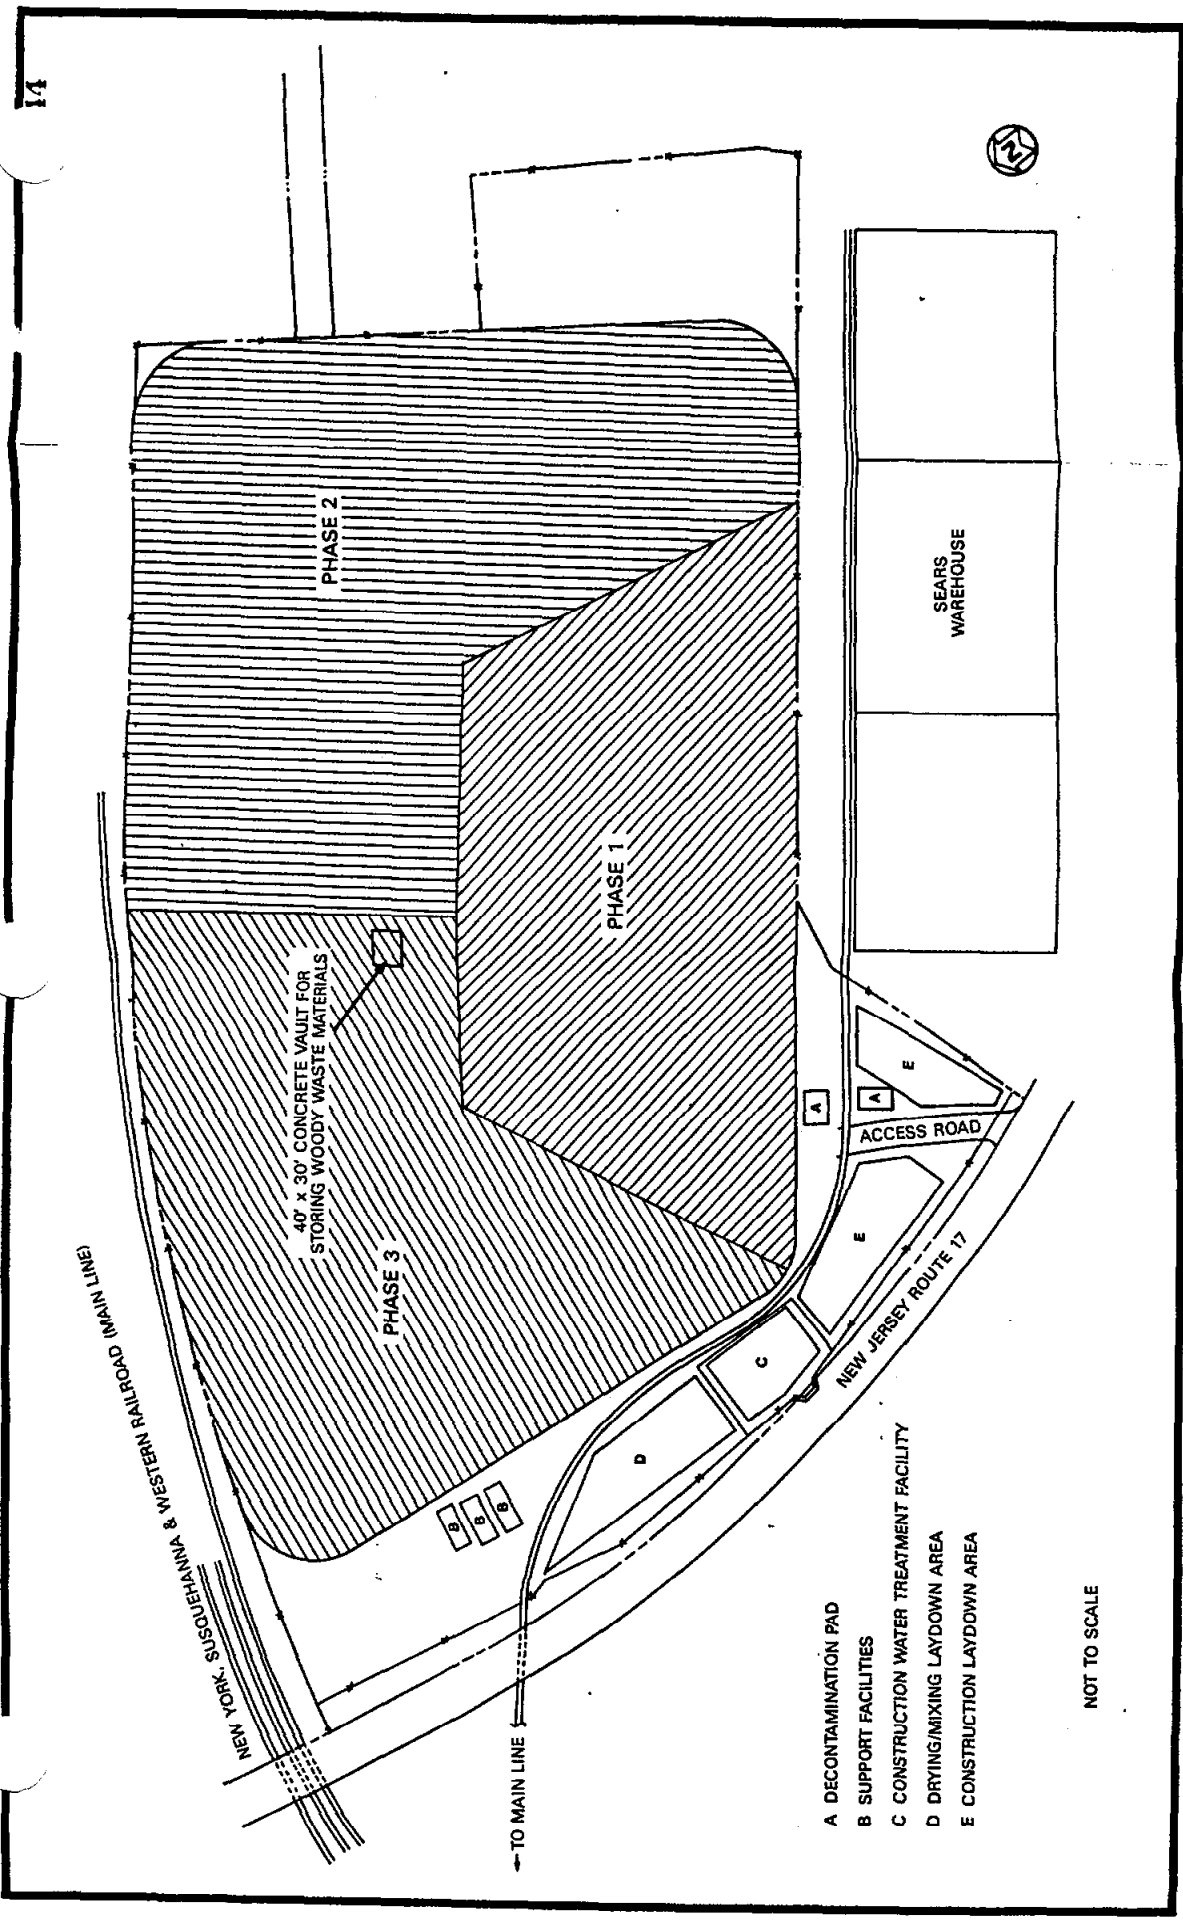 14
NEW YORK, SUSQUEHANNA & WESTERN RAILROAD (MAIN LINE)
40' x 30' CONCRETE VAULT FOR
STORING WOODY WASTE MATERIALS
PHASE 2
PHASE 3
PHASE 1
B
B
B
D
C
E
A
A
E
ACCESS ROAD
NEW JERSEY ROUTE 17
SEARS
WAREHOUSE
TO MAIN LINE
N
A DECONTAMINATION PAD
B SUPPORT FACILITIES
C CONSTRUCTION WATER TREATMENT FACILITY
D DRYING/MIXING LAYDOWN AREA
E CONSTRUCTION LAYDOWN AREA
NOT TO SCALE